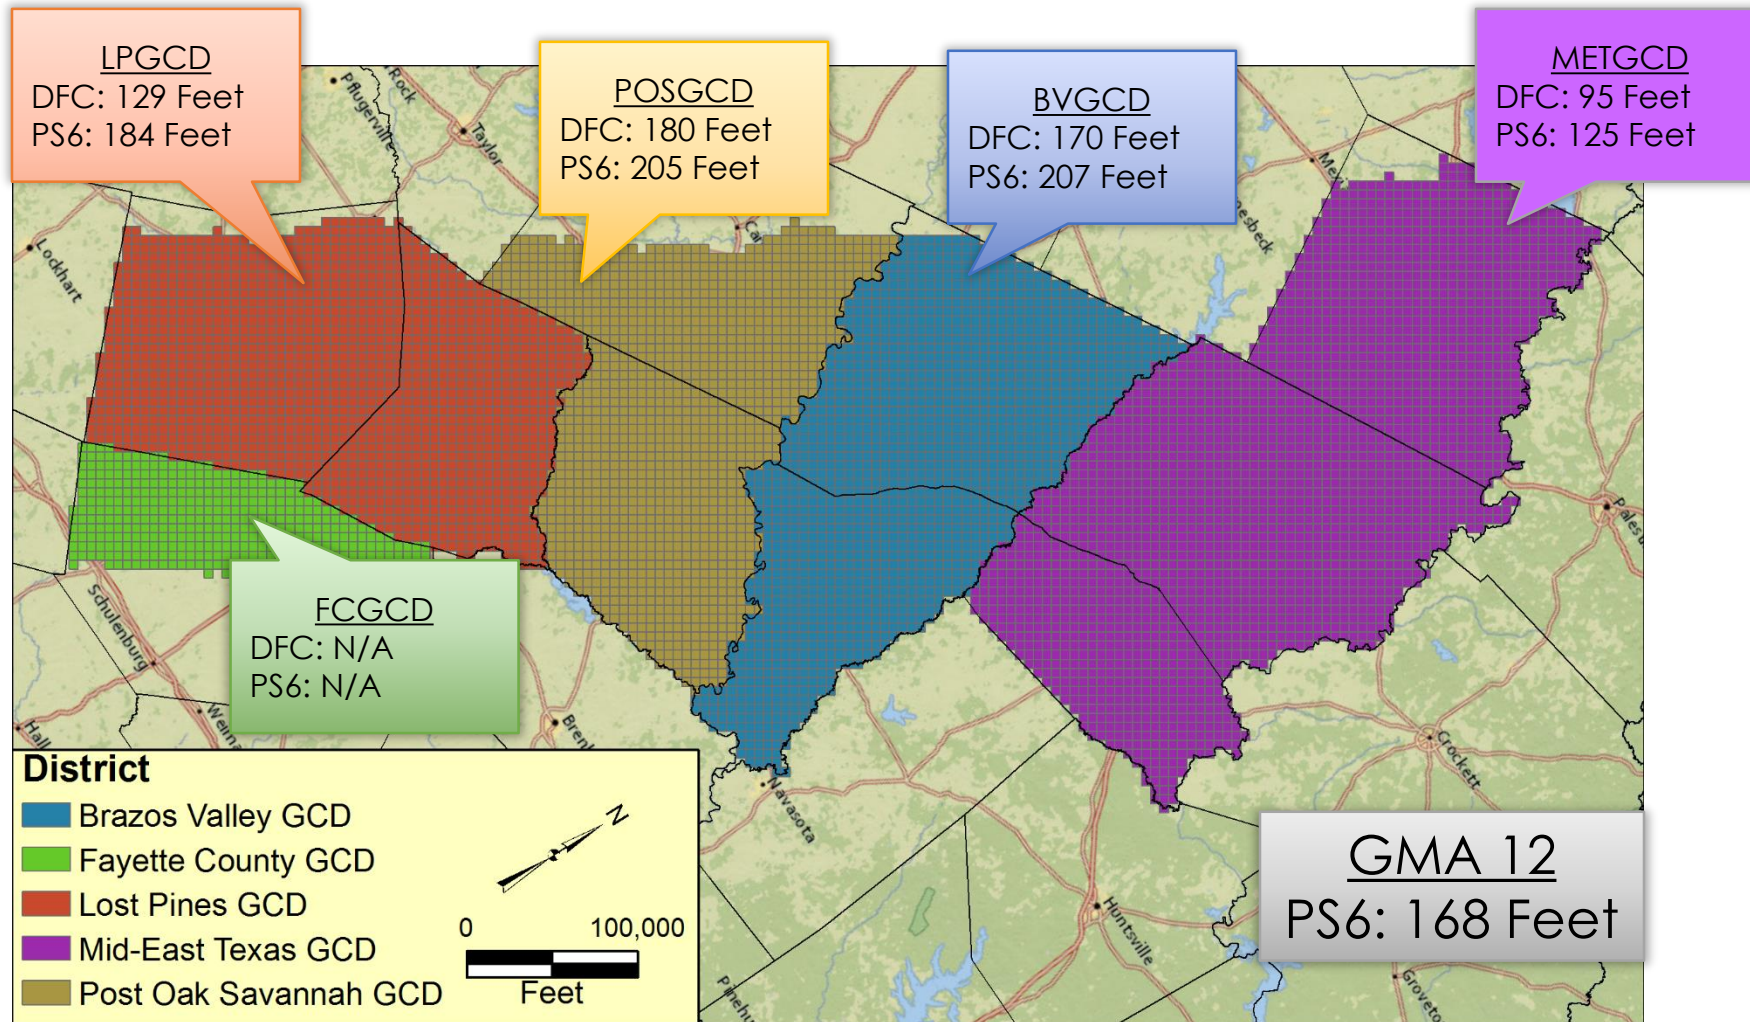 LPGCD
DFC: 129 Feet
PS6: 184 Feet
POSGCD
DFC: 180 Feet
PS6: 205 Feet
BVGCD
DFC: 170 Feet
PS6: 207 Feet
METGCD
DFC: 95 Feet
PS6: 125 Feet
Rock
Pflugerville
Taylor
Lockhart
FCGCD
DFC: N/A
PS6: N/A
Schulenburg
Hall
Navasota
Crockett
Huntsville
District
Brazos Valley GCD
Fayette County GCD
Lost Pines GCD
Mid-East Texas GCD
Post Oak Savannah GCD
N
0 100,000
Feet
GMA 12
PS6: 168 Feet